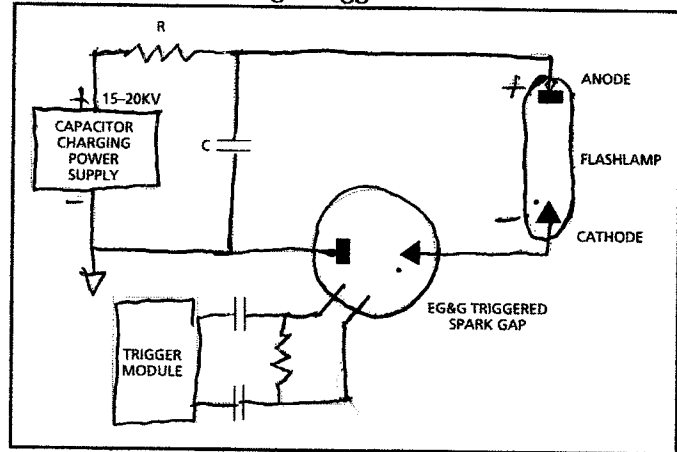 R
+ 15–20KV
CAPACITOR
CHARGING
POWER
SUPPLY
–
C
+
ANODE
FLASHLAMP
–
CATHODE
EG&G TRIGGERED
SPARK GAP
TRIGGER
MODULE